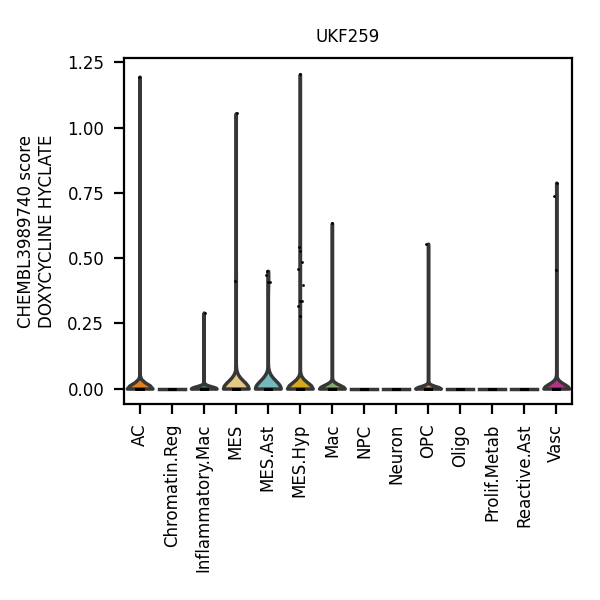 UKF259
CHEMBL3989740 score
DOXYCYCLINE HYCLATE
1.25
1.00
0.75
0.50
0.25
0.00
AC
Chromatin.Reg
Inflammatory.Mac
MES
MES.Ast
MES.Hyp
Mac
NPC
Neuron
OPC
Oligo
Prolif.Metab
Reactive.Ast
Vasc